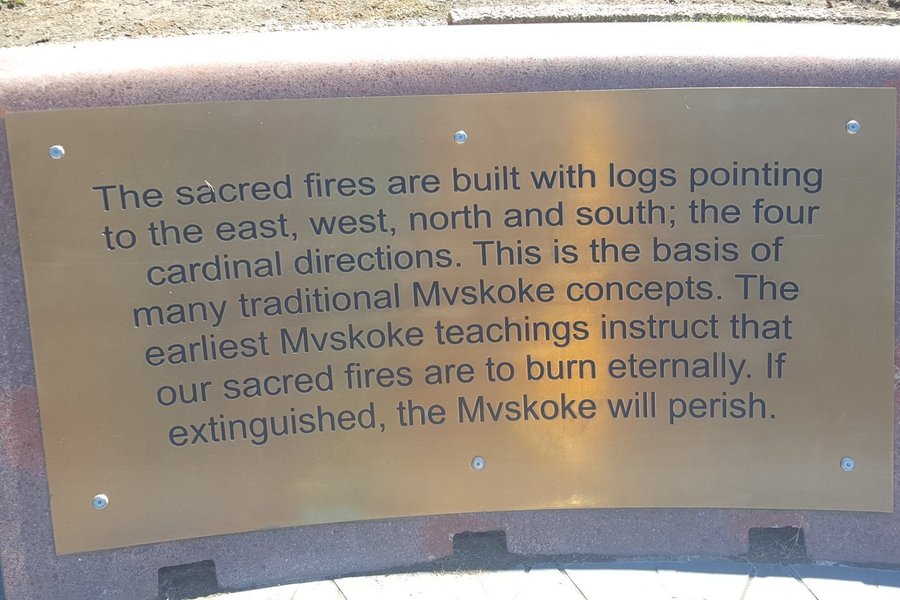 The sacred fires are built with logs pointing
to the east, west, north and south; the four
cardinal directions. This is the basis of
many traditional Mvskoke concepts. The
earliest Mvskoke teachings instruct that
our sacred fires are to burn eternally. If
extinguished, the Mvskoke will perish.